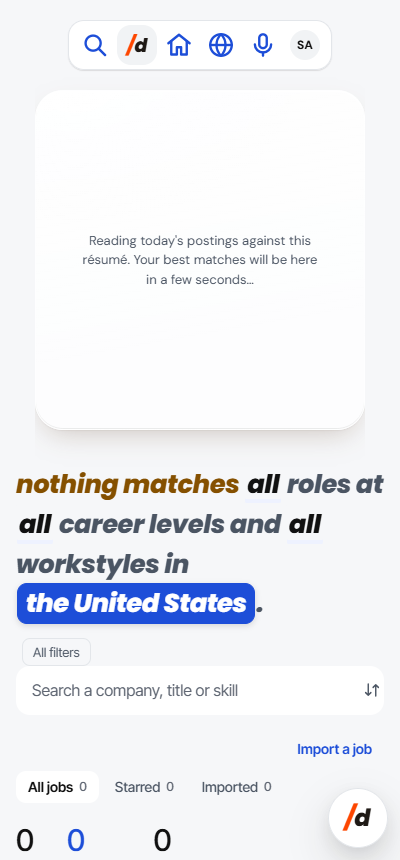 /d
SA
Reading today's postings against this
résumé. Your best matches will be here
in a few seconds…
nothing matches all roles at
all career levels and all
workstyles in
the United States .
All filters
Search a company, title or skill
Import a job
All jobs 0 Starred 0 Imported 0
/d
0 0 0